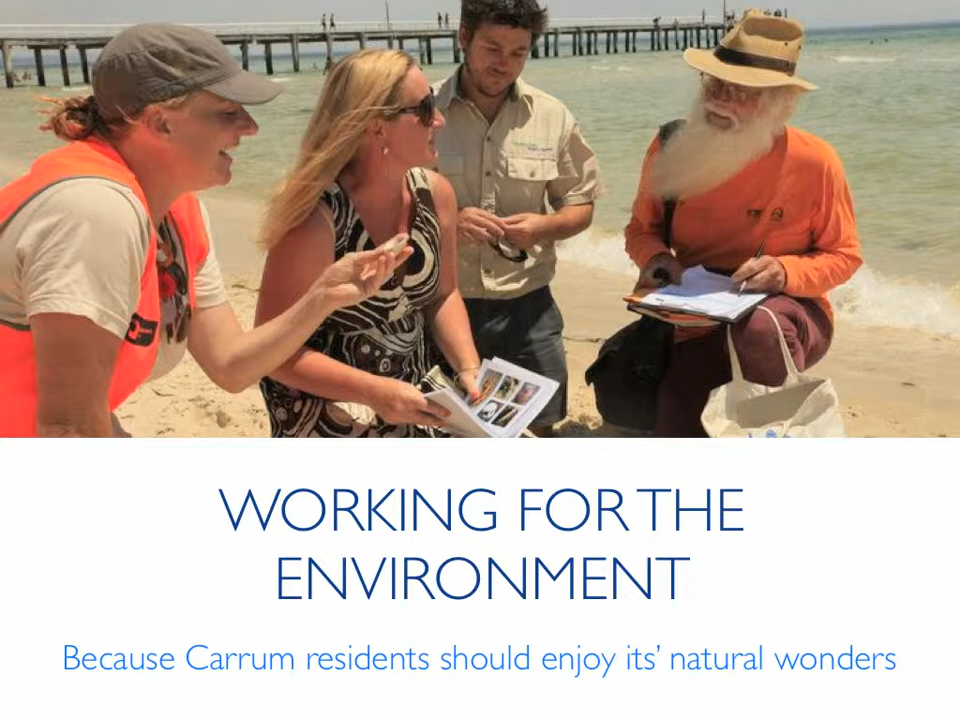 WORKING FOR THE
ENVIRONMENT
Because Carrum residents should enjoy its’ natural wonders